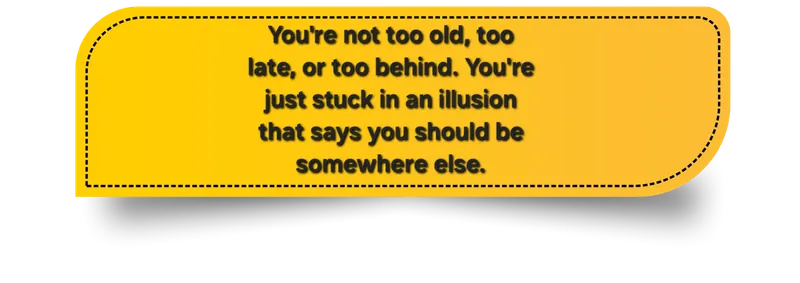 You're not too old, too
late, or too behind. You're
just stuck in an illusion
that says you should be
somewhere else.